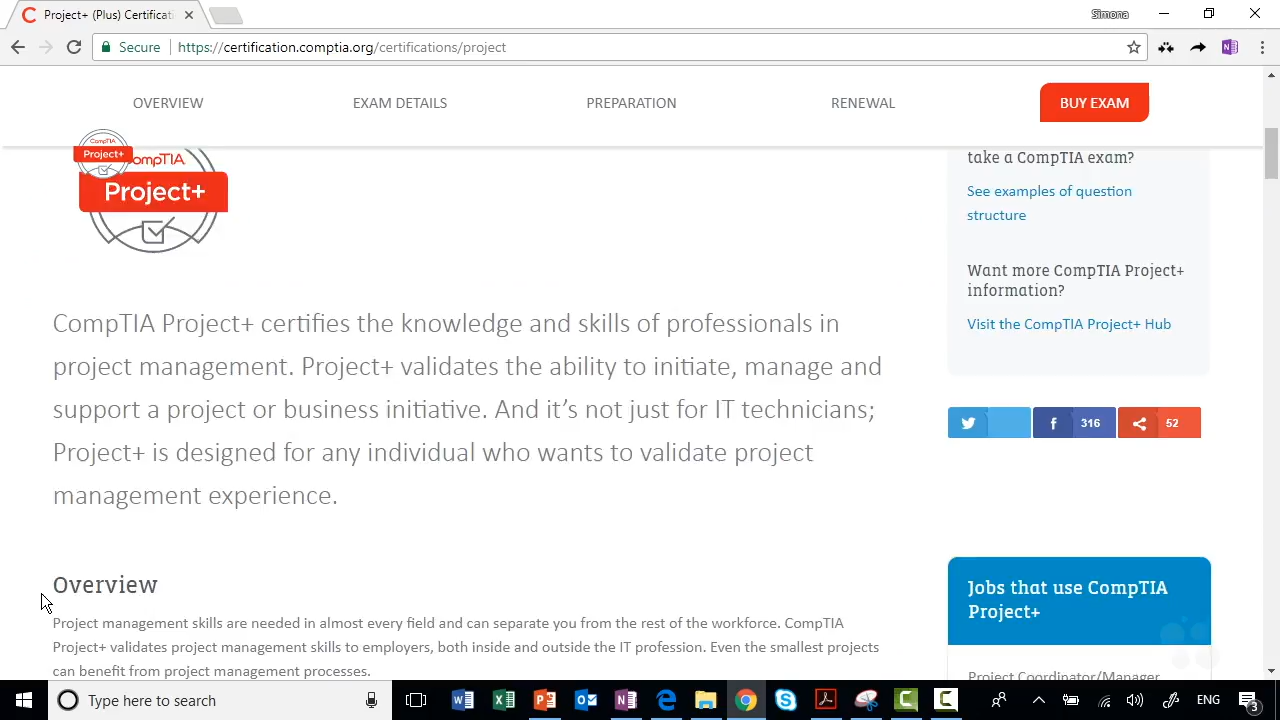 Project+ (Plus) Certificati
Simona
Secure
https://certification.comptia.org/certifications/project
OVERVIEW
EXAM DETAILS
PREPARATION
RENEWAL
BUY EXAM
CompTIA
Project+
ompTIA
Project+
take a CompTIA exam?
See examples of question
structure
Want more CompTIA Project+
information?
Visit the CompTIA Project+ Hub
CompTIA Project+ certifies the knowledge and skills of professionals in
project management. Project+ validates the ability to initiate, manage and
support a project or business initiative. And it’s not just for IT technicians;
Project+ is designed for any individual who wants to validate project
management experience.
316
52
Overview
Project management skills are needed in almost every field and can separate you from the rest of the workforce. CompTIA
Project+ validates project management skills to employers, both inside and outside the IT profession. Even the smallest projects
can benefit from project management processes.
Jobs that use CompTIA
Project+
Project Coordinator/Manager
Type here to search
ENG
3